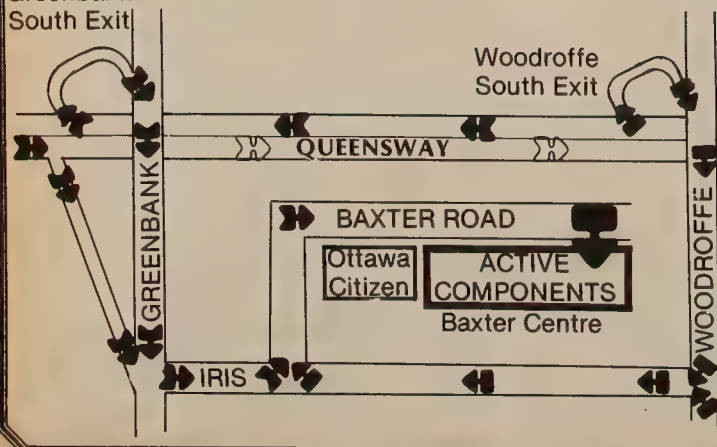 South Exit
Woodroffe
South Exit
QUEENSWAY
GREENBANK
WOODROFFE
BAXTER ROAD
Ottawa
Citizen
ACTIVE
COMPONENTS
Baxter Centre
IRIS